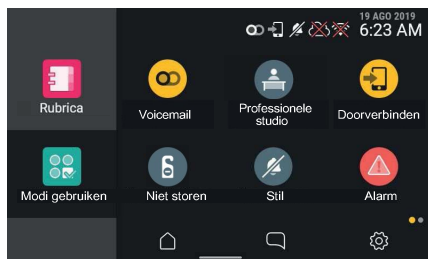 19 AGO 2019
6:23 AM
Rubrica
Voicemail
Professionele
studio
Doorverbinden
Modi gebruiken
Niet storen
Stil
Alarm